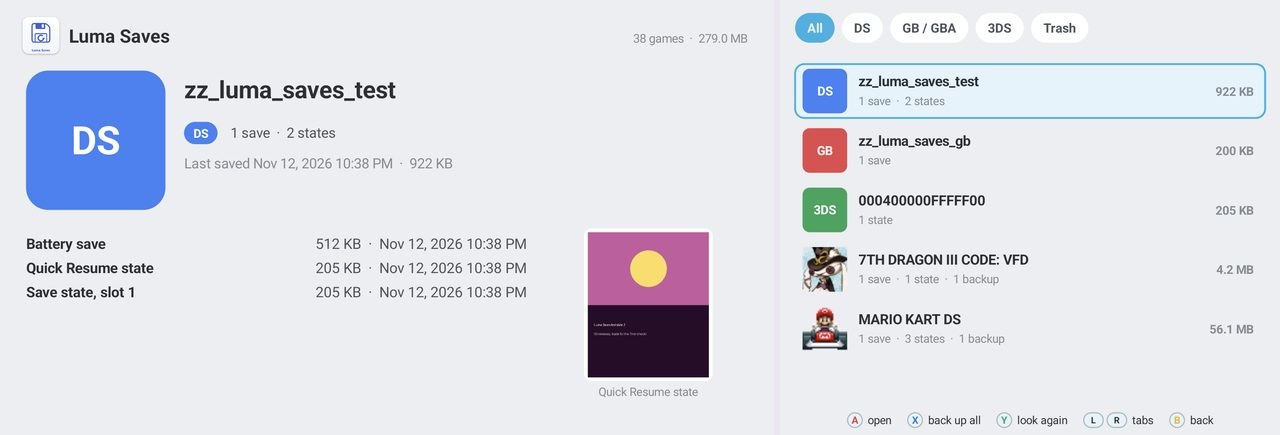 Luma Saves
38 games · 279.0 MB
DS
zz_luma_saves_test
DS 1 save · 2 states
Last saved Nov 12, 2026 10:38 PM · 922 KB
Battery save 512 KB · Nov 12, 2026 10:38 PM
Quick Resume state 205 KB · Nov 12, 2026 10:38 PM
Save state, slot 1 205 KB · Nov 12, 2026 10:38 PM
Quick Resume state
All DS GB / GBA 3DS Trash
DS
zz_luma_saves_test
1 save · 2 states
922 KB
GB
zz_luma_saves_gb
1 save
200 KB
3DS
000400000FFFFF00
1 state
205 KB
7TH DRAGON III CODE: VFD
1 save · 1 state · 1 backup
4.2 MB
MARIO KART DS
1 save · 3 states · 1 backup
56.1 MB
A open X back up all Y look again L R tabs B back